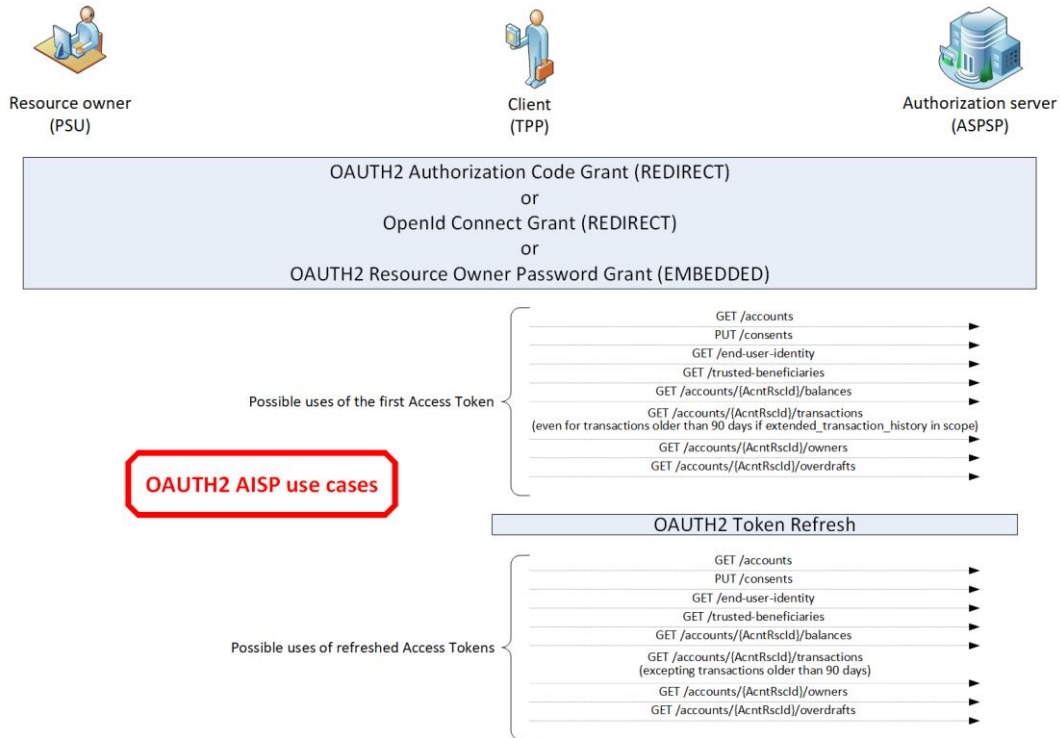 Resource owner
(PSU)
Client
(TPP)
Authorization server
(ASPSP)
OAUTH2 Authorization Code Grant (REDIRECT)
or
OpenId Connect Grant (REDIRECT)
or
OAUTH2 Resource Owner Password Grant (EMBEDDED)
Possible uses of the first Access Token
GET /accounts
PUT /consents
GET /end-user-identity
GET /trusted-beneficiaries
GET /accounts/{AcntRscId}/balances
GET /accounts/{AcntRscId}/transactions
(even for transactions older than 90 days if extended_transaction_history in scope)
GET /accounts/{AcntRscId}/owners
GET /accounts/{AcntRscId}/overdrafts
OAUTH2 AISP use cases
OAUTH2 Token Refresh
Possible uses of refreshed Access Tokens
GET /accounts
PUT /consents
GET /end-user-identity
GET /trusted-beneficiaries
GET /accounts/{AcntRscId}/balances
GET /accounts/{AcntRscId}/transactions
(excepting transactions older than 90 days)
GET /accounts/{AcntRscId}/owners
GET /accounts/{AcntRscId}/overdrafts